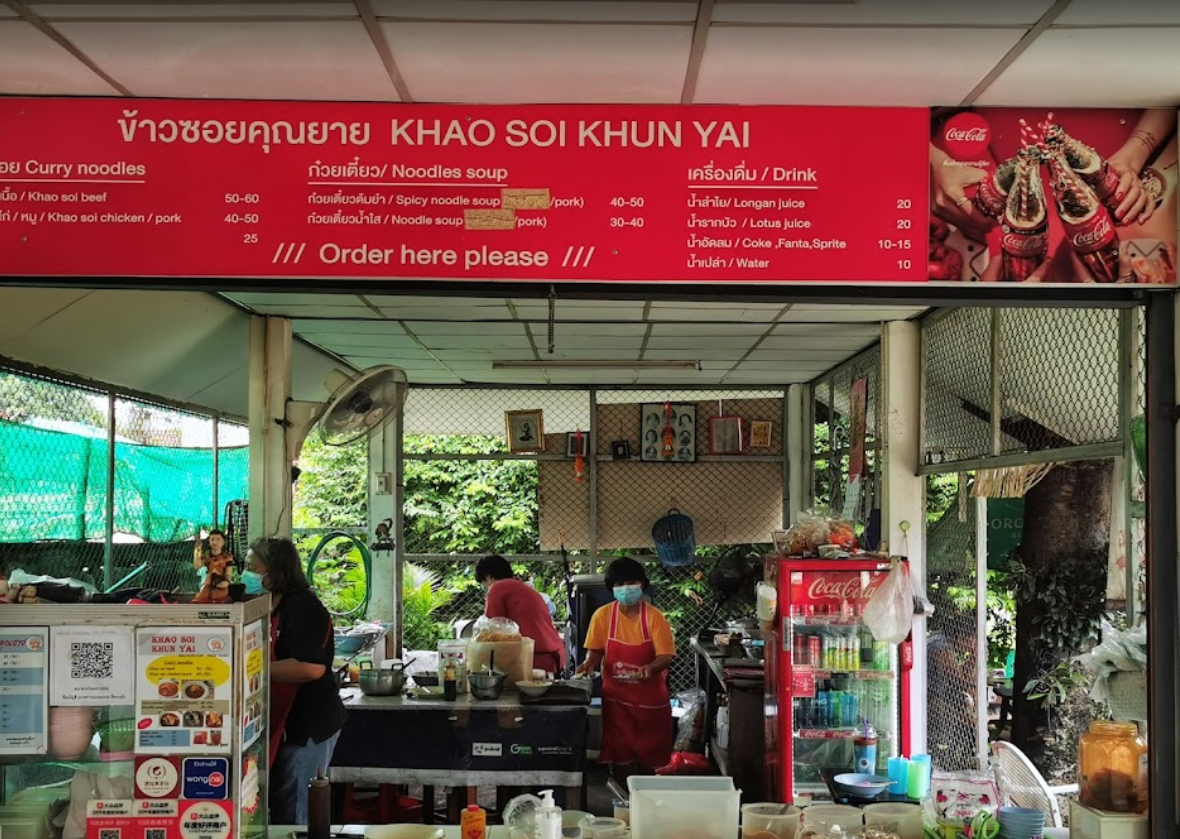 ข้าวซอยคุณยาย KHAO SOI KHUN YAI
อย Curry noodles
เนื้อ / Khao soi beef 50-60
ไก่ / หมู / Khao soi chicken / pork 40-50
25
ก๋วยเตี๋ยว/ Noodles soup
ก๋วยเตี๋ยวต้มยำ / Spicy noodle soup /pork) 40-50
ก๋วยเตี๋ยวน้ำใส / Noodle soup /pork) 30-40
/// Order here please ///
เครื่องดื่ม / Drink
น้ำลำไย/ Longan juice 20
น้ำรากบัว / Lotus juice 20
น้ำอัดลม / Coke ,Fanta,Sprite 10-15
น้ำเปล่า / Water 10
Coca-Cola
Coca-Cola
Coca-Cola
Coca-Cola
KHAO SOI
KHUN YAI
wongnai